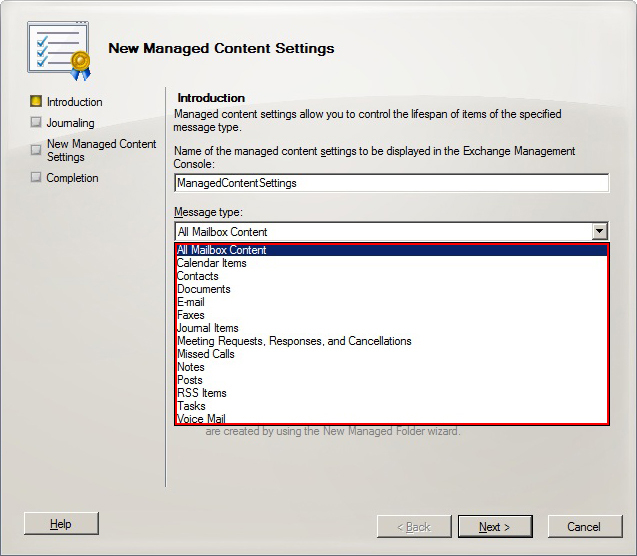 New Managed Content Settings
Introduction
Journaling
New Managed Content
Settings
Completion
Introduction
Managed content settings allow you to control the lifespan of items of the specified
message type.
Name of the managed content settings to be displayed in the Exchange Management
Console:
ManagedContentSettings
Message type:
All Mailbox Content
All Mailbox Content
Calendar Items
Contacts
Documents
E-mail
Faxes
Journal Items
Meeting Requests, Responses, and Cancellations
Missed Calls
Notes
Posts
RSS Items
Tasks
Voice Mail
are created by using the New Managed Folder wizard.
Help
< Back
Next >
Cancel